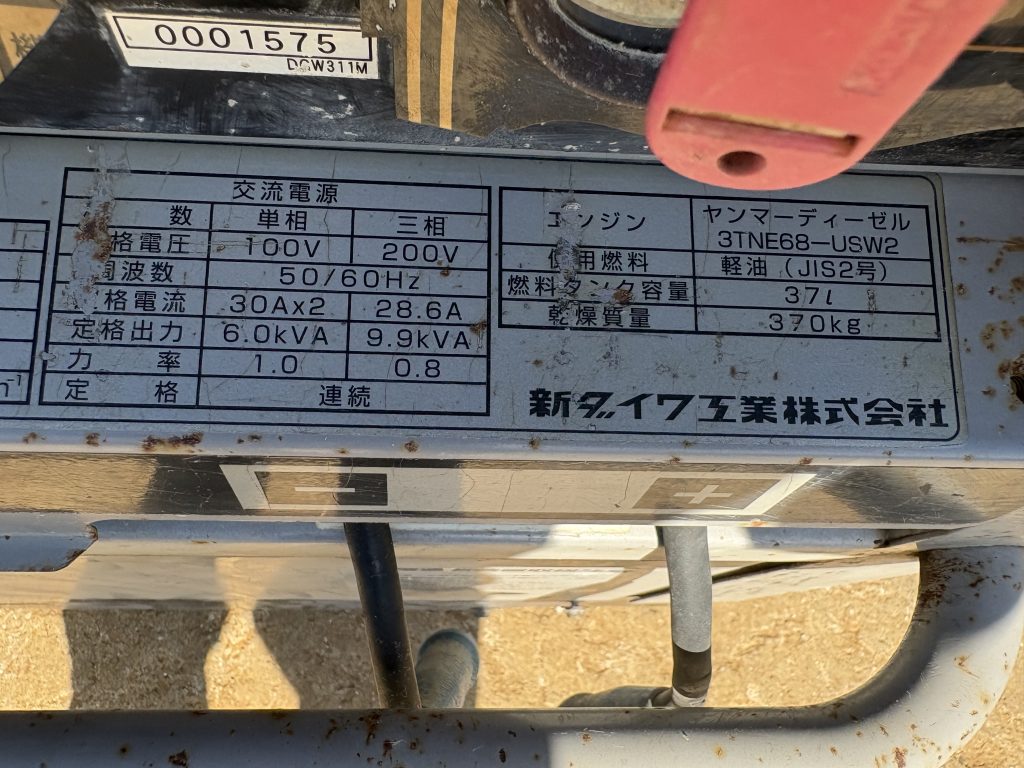 0001575
DGW311M
交流電源
数 単相 三相
格電圧 100V 200V
周波数 50/60Hz
格電流 30Ax2 28.6A
定格出力 6.0kVA 9.9kVA
力率 1.0 0.8
定格 連続
エンジン ヤンマーディーゼル
3TNE68-USW2
使用燃料 軽油(JIS2号)
燃料タンク容量 37ℓ
乾燥質量 370kg
新ダイワ工業株式会社
− +